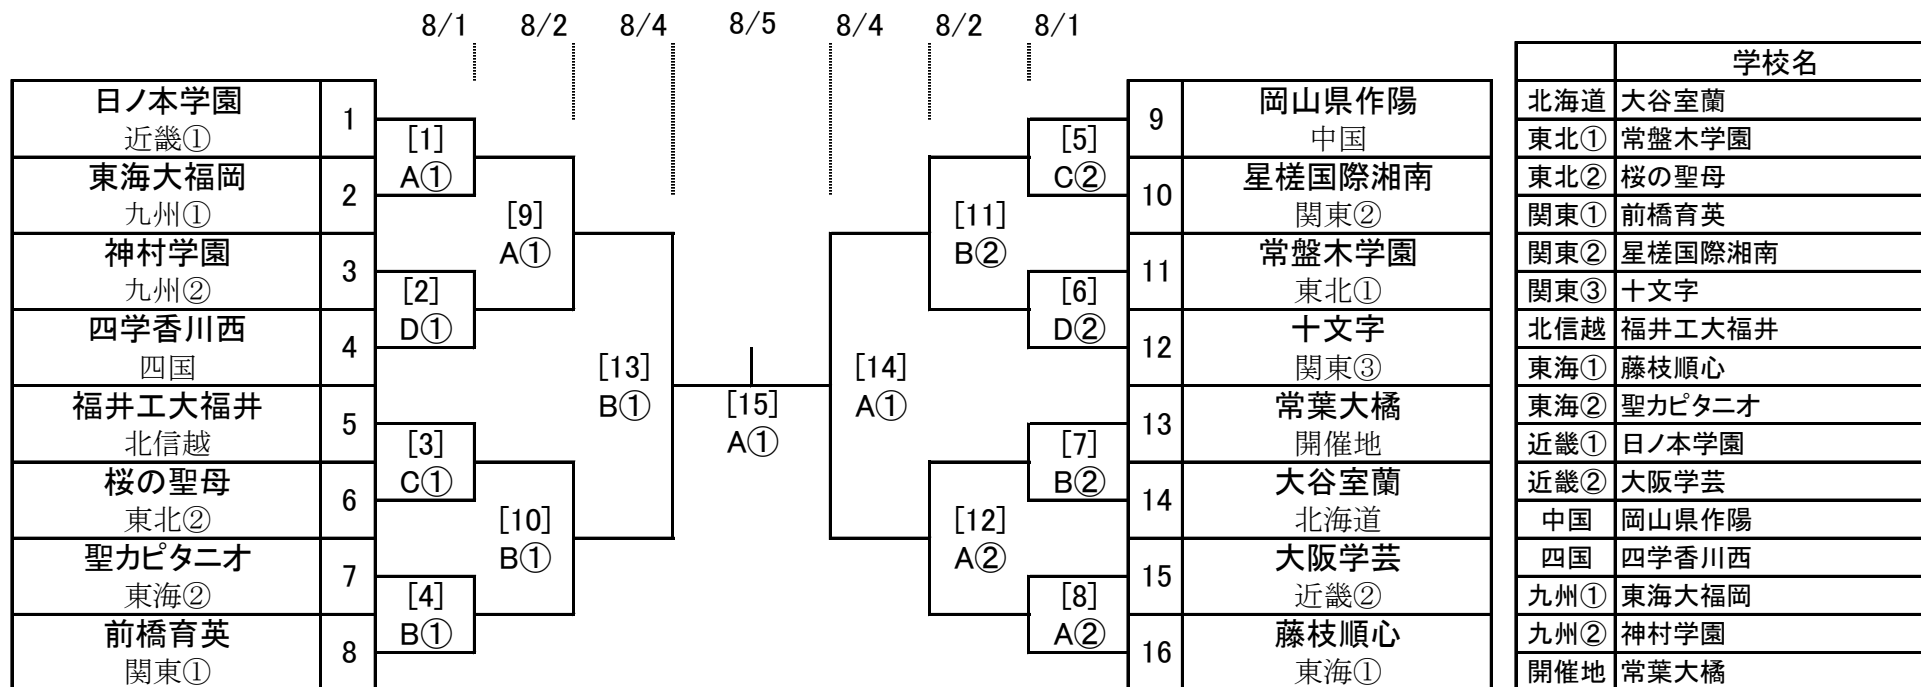 8/1 8/2 8/4 8/5 8/4 8/2 8/1
日ノ本学園
近畿①
1
東海大福岡
九州①
2
神村学園
九州②
3
四学香川西
四国
4
福井工大福井
北信越
5
桜の聖母
東北②
6
聖カピタニオ
東海②
7
前橋育英
関東①
8
[1]
A①
[2]
D①
[3]
C①
[4]
B①
[9]
A①
[10]
B①
[13]
B①
[15]
A①
[14]
A①
[11]
B②
[12]
A②
[5]
C②
[6]
D②
[7]
B②
[8]
A②
9
岡山県作陽
中国
10
星槎国際湘南
関東②
11
常盤木学園
東北①
12
十文字
関東③
13
常葉大橘
開催地
14
大谷室蘭
北海道
15
大阪学芸
近畿②
16
藤枝順心
東海①
学校名
北海道 大谷室蘭
東北① 常盤木学園
東北② 桜の聖母
関東① 前橋育英
関東② 星槎国際湘南
関東③ 十文字
北信越 福井工大福井
東海① 藤枝順心
東海② 聖カピタニオ
近畿① 日ノ本学園
近畿② 大阪学芸
中国 岡山県作陽
四国 四学香川西
九州① 東海大福岡
九州② 神村学園
開催地 常葉大橘